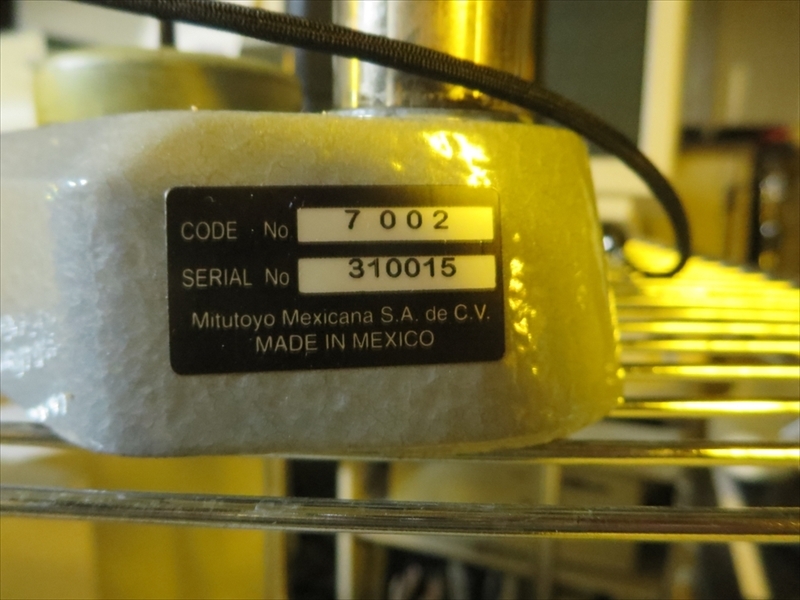 CODE No 7 002
SERIAL No 310015
Mitutoyo Mexicana S.A. de C.V.
MADE IN MEXICO